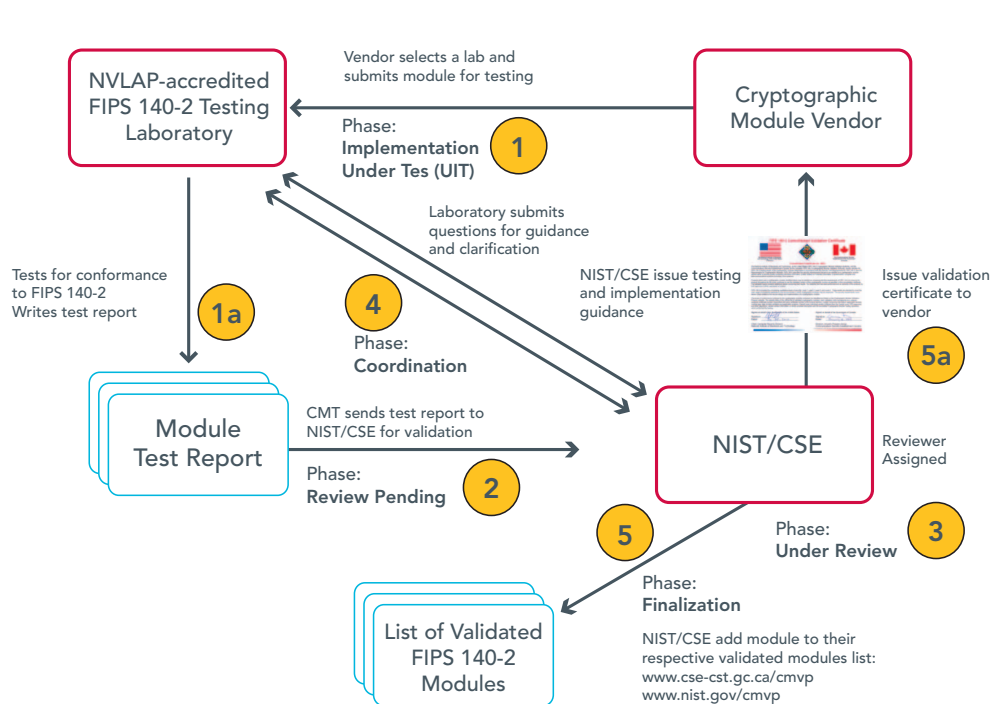 Vendor selects a lab and
submits module for testing
NVLAP-accredited
FIPS 140-2 Testing
Laboratory
Cryptographic
Module Vendor
Phase:
Implementation
Under Tes (UIT)
1
Laboratory submits
questions for guidance
and clarification
Tests for conformance
to FIPS 140-2
Writes test report
1a
4
Phase:
Coordination
NIST/CSE issue testing
and implementation
guidance
Issue validation
certificate to
vendor
5a
Module
Test Report
CMT sends test report to
NIST/CSE for validation
Phase:
Review Pending
2
NIST/CSE
Reviewer
Assigned
3
Phase:
Under Review
5
Phase:
Finalization
List of Validated
FIPS 140-2
Modules
NIST/CSE add module to their
respective validated modules list:
www.cse-cst.gc.ca/cmvp
www.nist.gov/cmvp